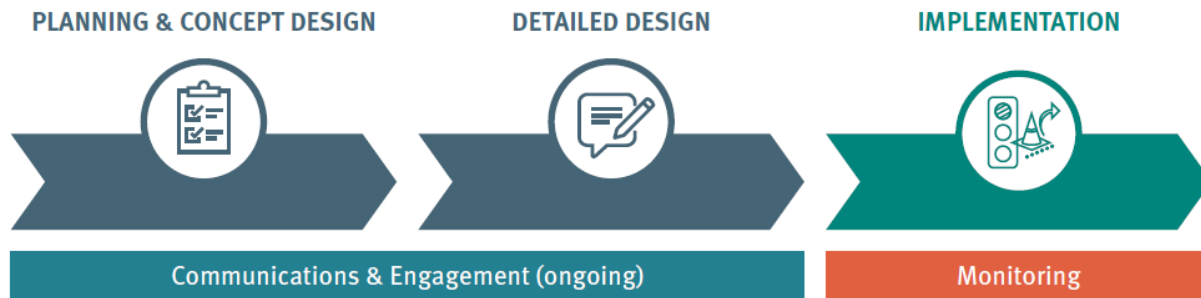 PLANNING & CONCEPT DESIGN
DETAILED DESIGN
IMPLEMENTATION
Communications & Engagement (ongoing)
Monitoring